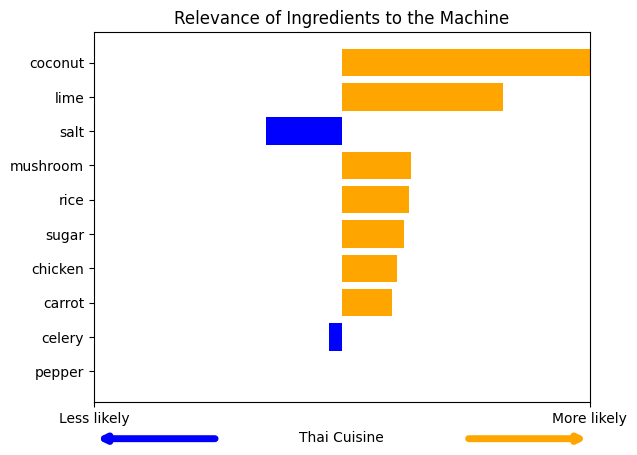 Relevance of Ingredients to the Machine
coconut
lime
salt
mushroom
rice
sugar
chicken
carrot
celery
pepper
Less likely
More likely
Thai Cuisine